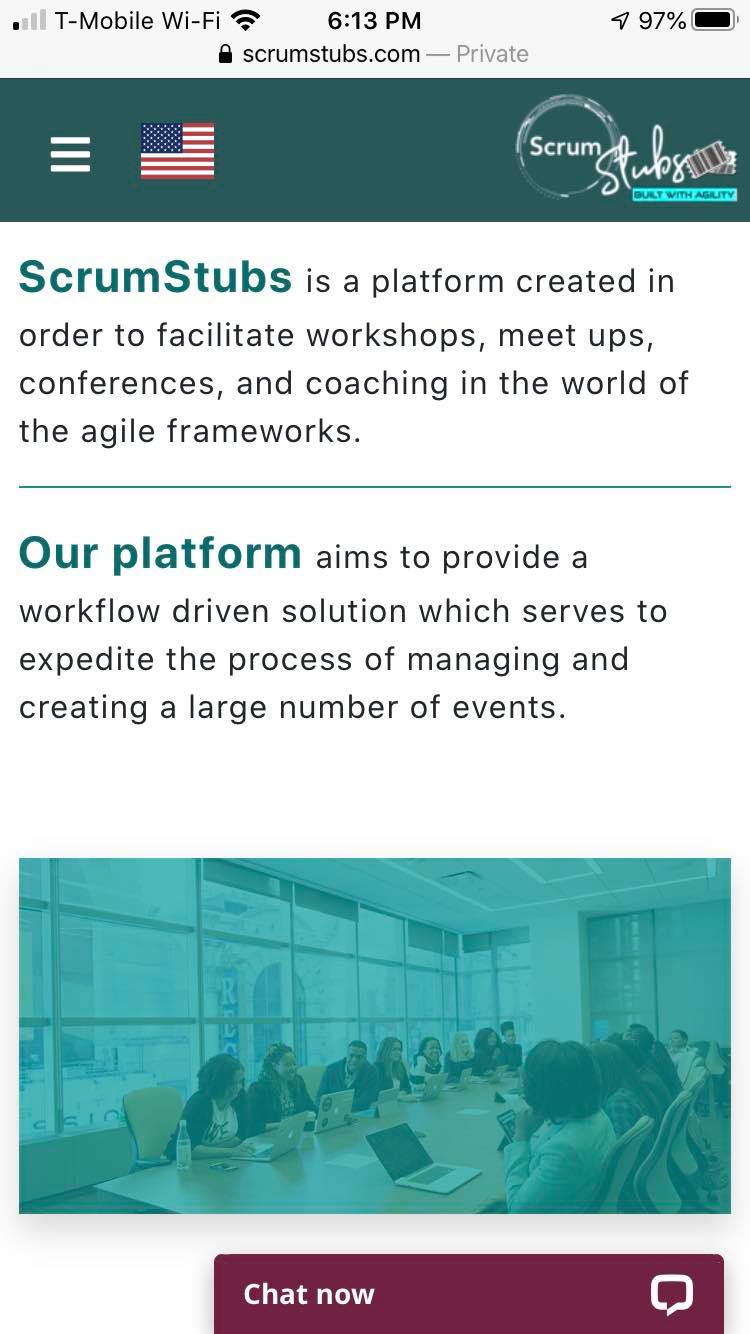 T-Mobile Wi-Fi 6:13 PM 97%
scrumstubs.com — Private
Scrum
Stubs
BUILT WITH AGILITY
ScrumStubs is a platform created in
order to facilitate workshops, meet ups,
conferences, and coaching in the world of
the agile frameworks.
Our platform aims to provide a
workflow driven solution which serves to
expedite the process of managing and
creating a large number of events.
Chat now